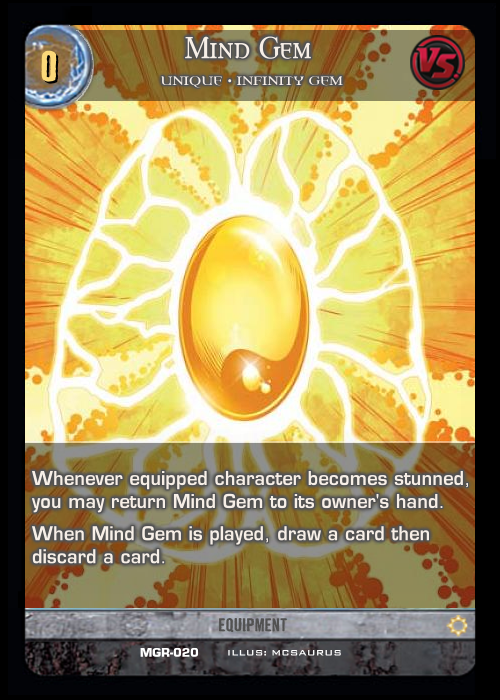 0
Mind Gem
VS.
UNIQUE • INFINITY GEM
Whenever equipped character becomes stunned,
you may return Mind Gem to its owner's hand.
When Mind Gem is played, draw a card then
discard a card.
EQUIPMENT
MGR-020 ILLUS: MCSAURUS